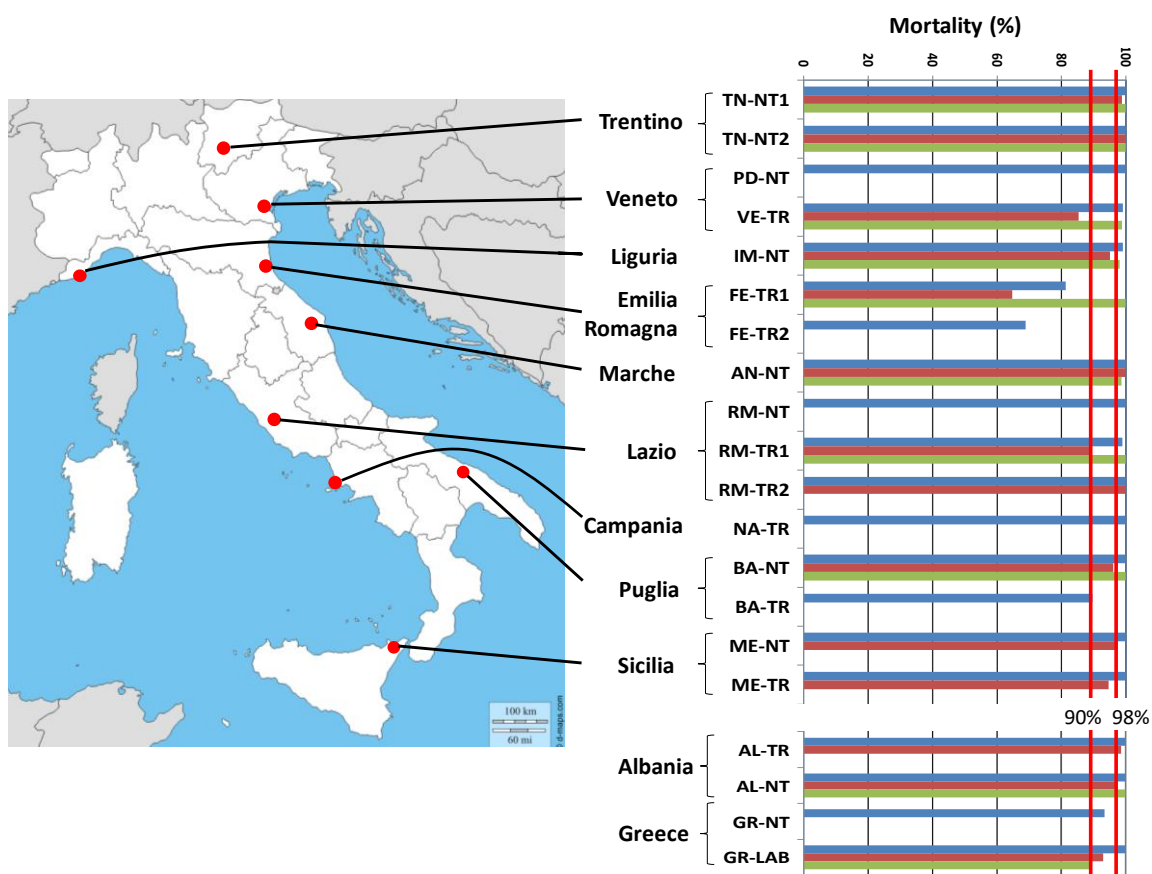 Mortality (%)
0 20 40 60 80 100
Trentino
TN-NT1
TN-NT2
Veneto
PD-NT
VE-TR
Liguria
IM-NT
Emilia
Romagna
FE-TR1
FE-TR2
Marche
AN-NT
Lazio
RM-NT
RM-TR1
RM-TR2
Campania
NA-TR
Puglia
BA-NT
BA-TR
Sicilia
ME-NT
ME-TR
90% 98%
Albania
AL-TR
AL-NT
Greece
GR-NT
GR-LAB
100 km
60 mi
© d-maps.com